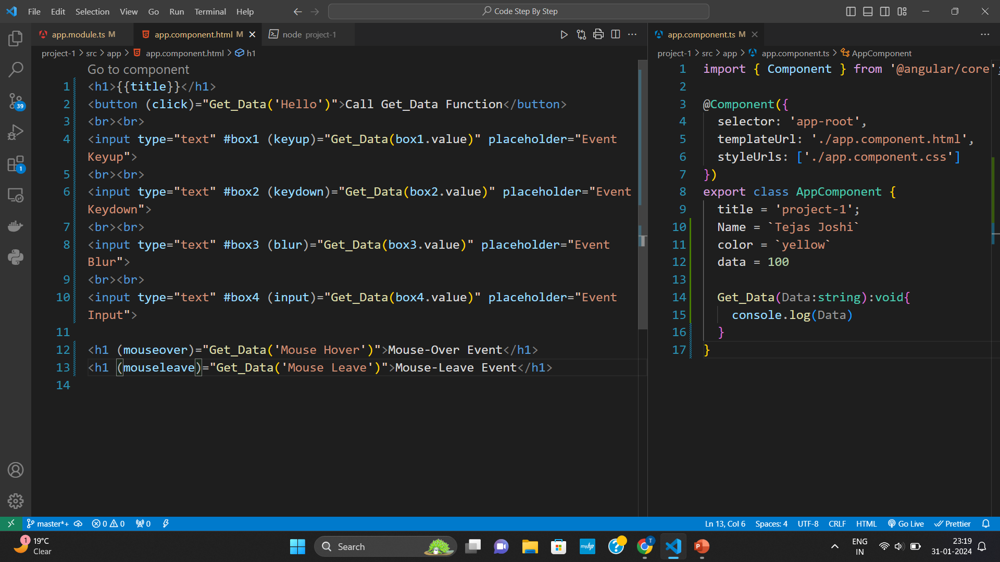 File Edit Selection View Go Run Terminal Help
Code Step By Step
app.module.ts M
app.component.html M
node project-1
app.component.ts M
project-1 > src > app > app.component.html > h1
project-1 > src > app > app.component.ts > AppComponent
39
1
Go to component
1 <h1>{{title}}</h1>
2 <button (click)="Get_Data('Hello')">Call Get_Data Function</button>
3 <br><br>
4 <input type="text" #box1 (keyup)="Get_Data(box1.value)" placeholder="Event
Keyup">
5 <br><br>
6 <input type="text" #box2 (keydown)="Get_Data(box2.value)" placeholder="Event
Keydown">
7 <br><br>
8 <input type="text" #box3 (blur)="Get_Data(box3.value)" placeholder="Event
Blur">
9 <br><br>
10 <input type="text" #box4 (input)="Get_Data(box4.value)" placeholder="Event
Input">
11
12 <h1 (mouseover)="Get_Data('Mouse Hover')">Mouse-Over Event</h1>
13 <h1 (mouseleave)="Get_Data('Mouse Leave')">Mouse-Leave Event</h1>
14
1 import { Component } from '@angular/core';
2
3 @Component({
4 selector: 'app-root',
5 templateUrl: './app.component.html',
6 styleUrls: ['./app.component.css']
7 })
8 export class AppComponent {
9 title = 'project-1';
10 Name = `Tejas Joshi`
11 color = `yellow`
12 data = 100
13
14 Get_Data(Data:string):void{
15 console.log(Data)
16 }
17 }
master*+ 0 0 0
Ln 13, Col 6 Spaces: 4 UTF-8 CRLF HTML Go Live Prettier
1
19°C
Clear
Search
myhp
T
P
ENG
IN
23:19
31-01-2024